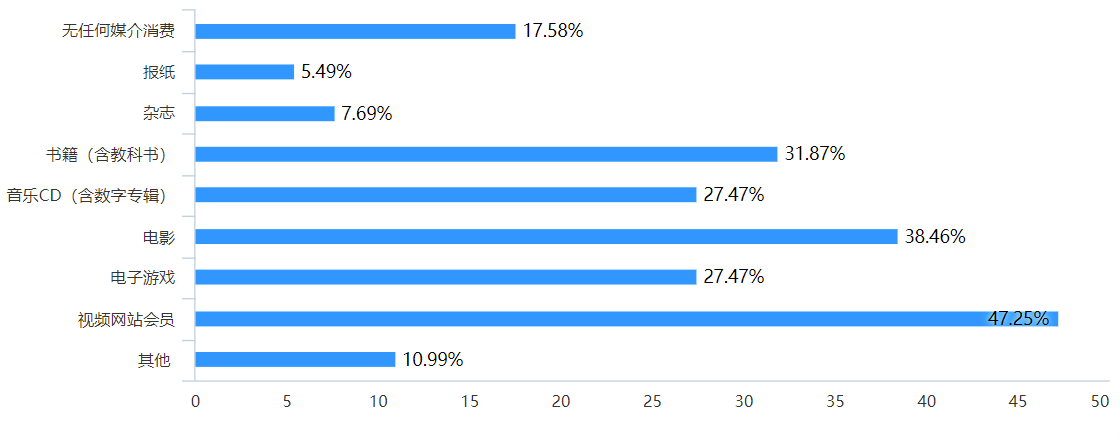 无任何媒介消费 17.58%
报纸 5.49%
杂志 7.69%
书籍（含教科书） 31.87%
音乐CD（含数字专辑） 27.47%
电影 38.46%
电子游戏 27.47%
视频网站会员 47.25%
其他 10.99%
0 5 10 15 20 25 30 35 40 45 50